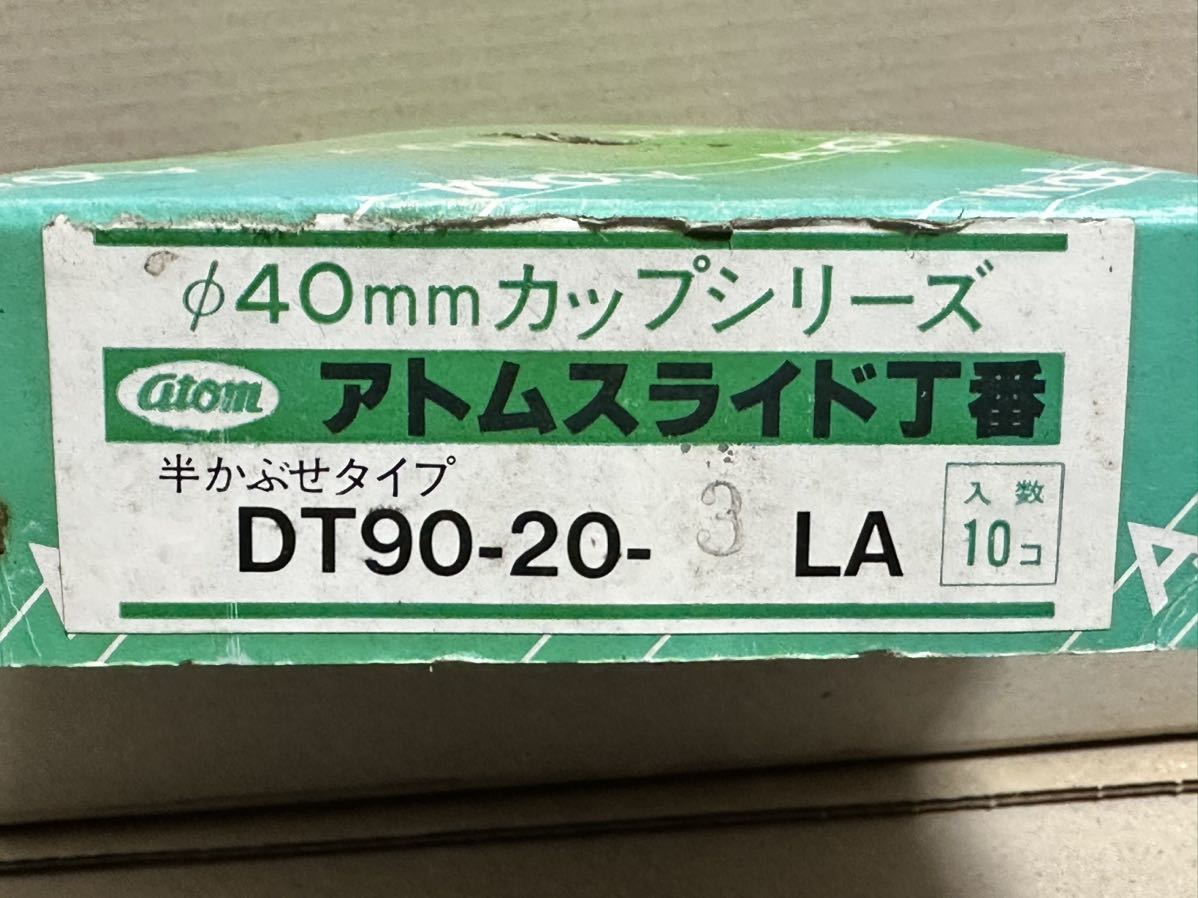 φ40mmカップシリーズ
atom アトムスライド丁番
半かぶせタイプ
DT90-20- 3 LA
入数
10コ